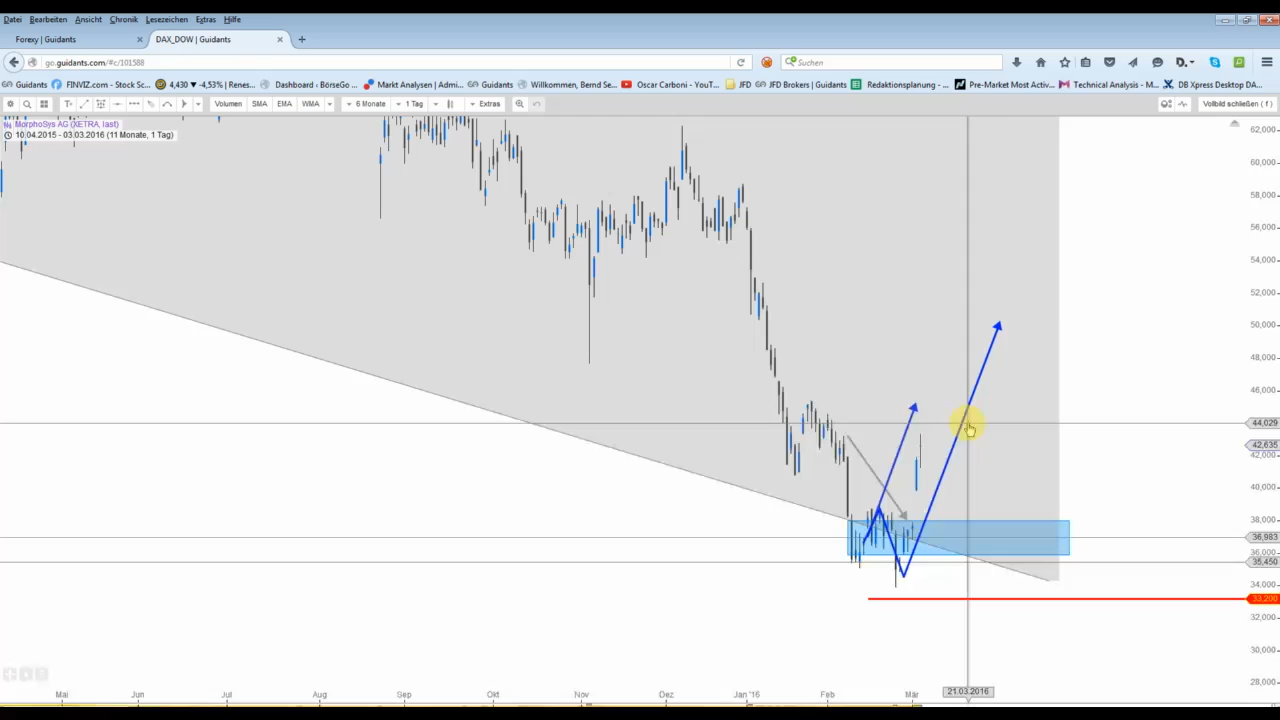 Datei Bearbeiten Ansicht Chronik Lesezeichen Extras Hilfe
Forexy | Guidants × DAX_DOW | Guidants × +
go.guidants.com/#c/101588 Suchen D.
Guidants FINVIZ.com - Stock... 4,430 ▼ -4,53% | Renes... Dashboard ‹ BörseGo ... Markt Analysen | Admi... Guidants Willkommen, Bernd Se... Oscar Carboni - YouT... JFD JFD Brokers | Guidants Redaktionsplanung - ... Pre-Market Most Activ... Technical Analysis - M... DB Xpress Desktop DA...
Volumen SMA EMA WMA 6 Monate 1 Tag Extras Vollbild schließen ( f )
MorphoSys AG (XETRA, last)
10.04.2015 - 03.03.2016 (11 Monate, 1 Tag)
62,000
60,000
58,000
56,000
54,000
52,000
50,000
48,000
46,000
44,029
42,635
42,000
40,000
38,000
36,983
36,000
35,450
34,000
33,200
32,000
30,000
28,000
21.03.2016
Mai Jun Jul Aug Sep Okt Nov Dez Jan '16 Feb Mär